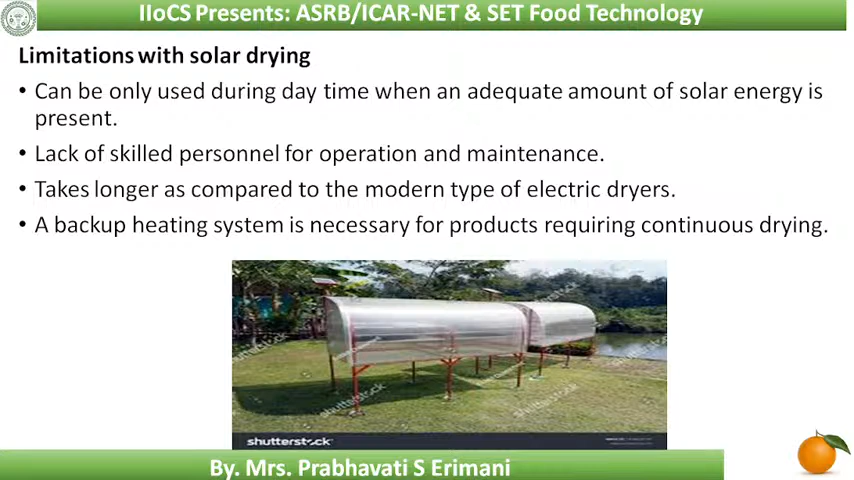 IIoCS Presents: ASRB/ICAR-NET & SET Food Technology
Limitations with solar drying
• Can be only used during day time when an adequate amount of solar energy is
present.
• Lack of skilled personnel for operation and maintenance.
• Takes longer as compared to the modern type of electric dryers.
• A backup heating system is necessary for products requiring continuous drying.
shutterstock
shutterstock
shutterstock
shutterstock
By. Mrs. Prabhavati S Erimani